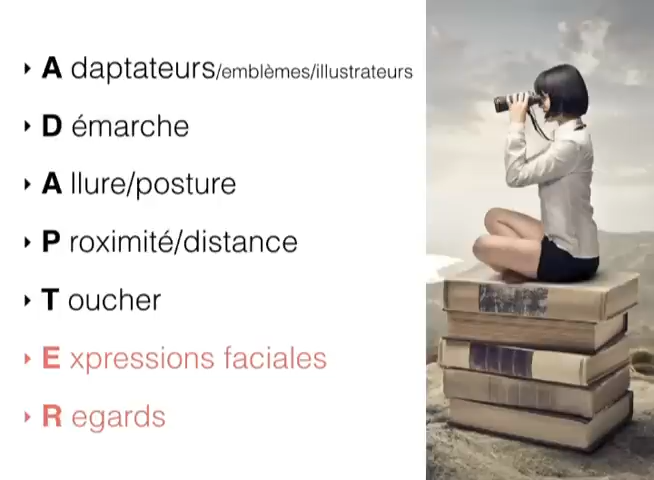 A daptateurs/emblèmes/illustrateurs
D émarche
A llure/posture
P roximité/distance
T oucher
E xpressions faciales
R egards